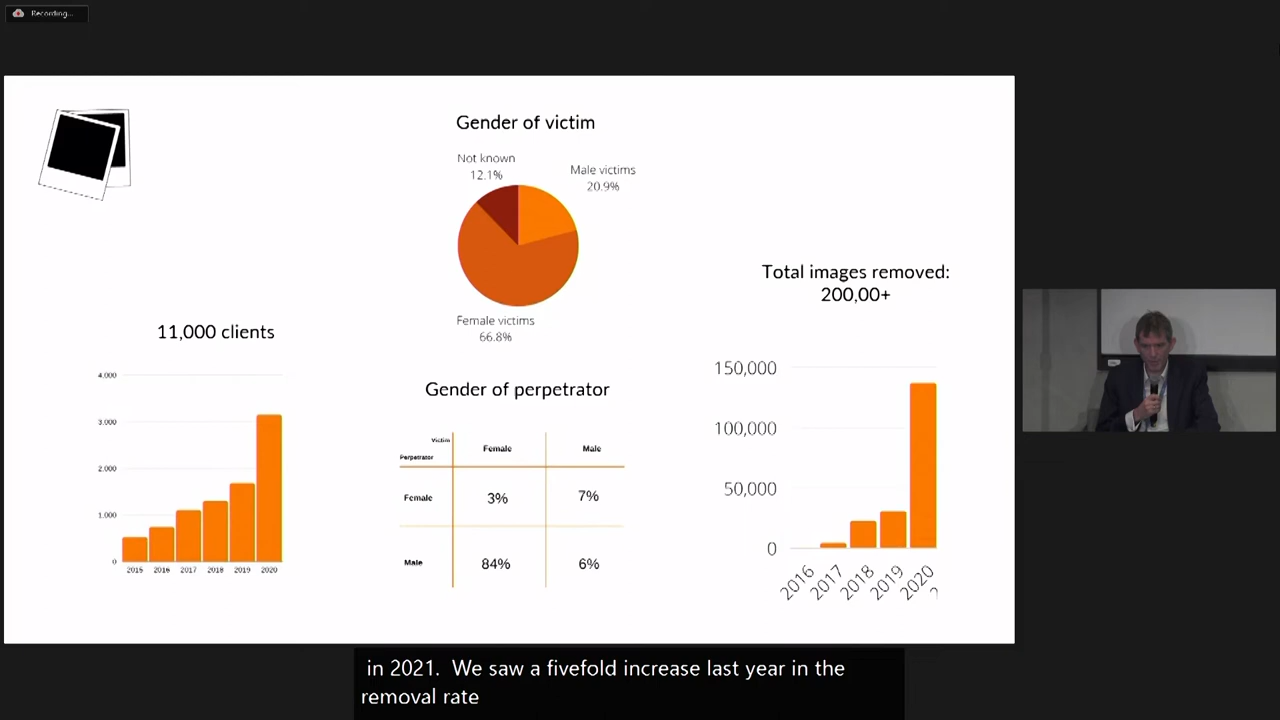 Recording...
Gender of victim
Not known
12.1%
Male victims
20.9%
Female victims
66.8%
11,000 clients
4,000
3,000
2,000
1,000
0
2015 2016 2017 2018 2019 2020
Gender of perpetrator
Victim
Perpetrator
Female Male
Female 3% 7%
Male 84% 6%
Total images removed:
200,00+
150,000
100,000
50,000
0
2016 2017 2018 2019 2020
?
in 2021. We saw a fivefold increase last year in the
removal rate